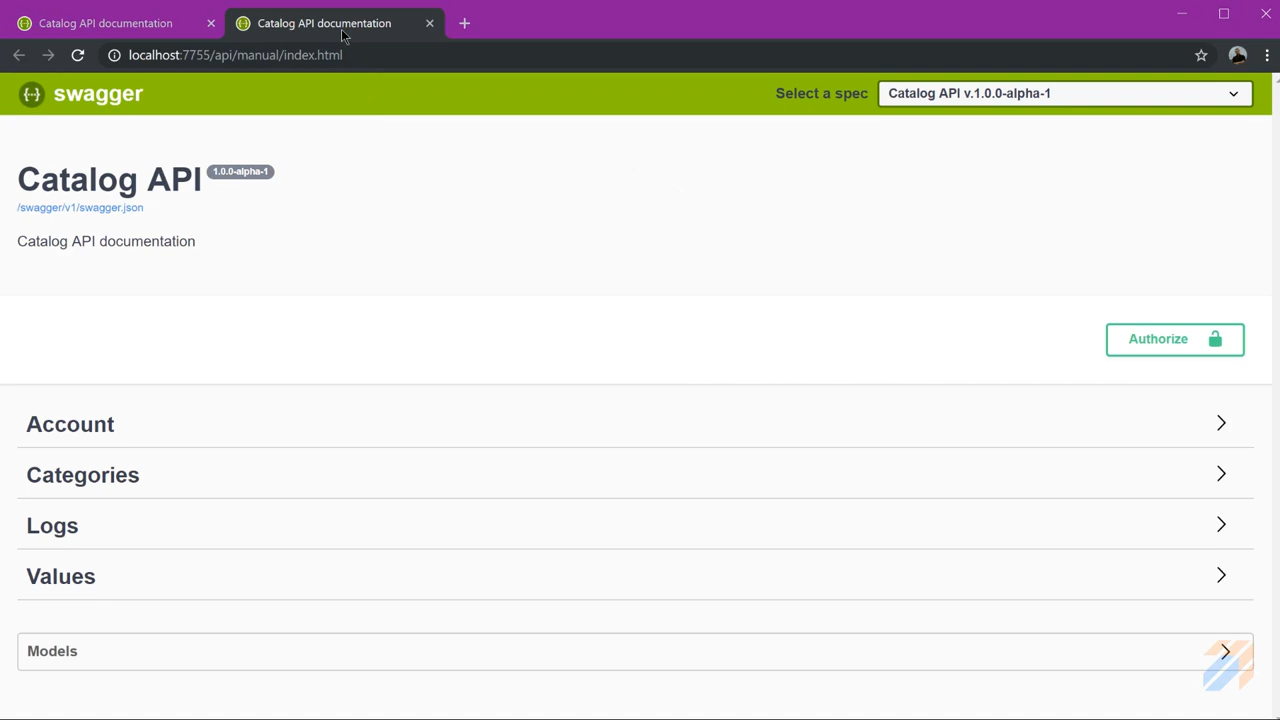 Catalog API documentation
Catalog API documentation
localhost:7755/api/manual/index.html
swagger
Select a spec
Catalog API v.1.0.0-alpha-1
Catalog API 1.0.0-alpha-1
/swagger/v1/swagger.json
Catalog API documentation
Authorize
Account
Categories
Logs
Values
Models